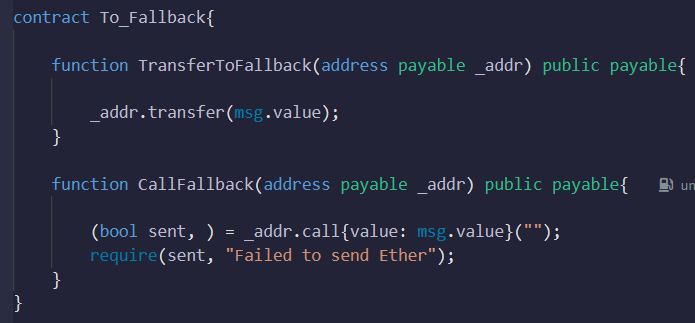 contract To_Fallback{
function TransferToFallback(address payable _addr) public payable{
_addr.transfer(msg.value);
}
function CallFallback(address payable _addr) public payable{ un
(bool sent, ) = _addr.call{value: msg.value}("");
require(sent, "Failed to send Ether");
}
}